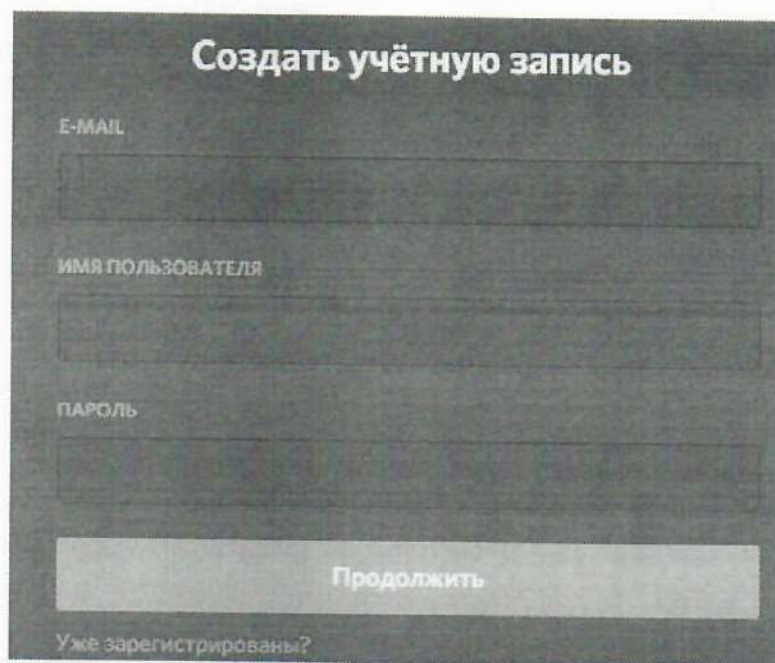 Создать учётную запись
E-MAIL
ИМЯ ПОЛЬЗОВАТЕЛЯ
ПАРОЛЬ
Продолжить
Уже зарегистрированы?